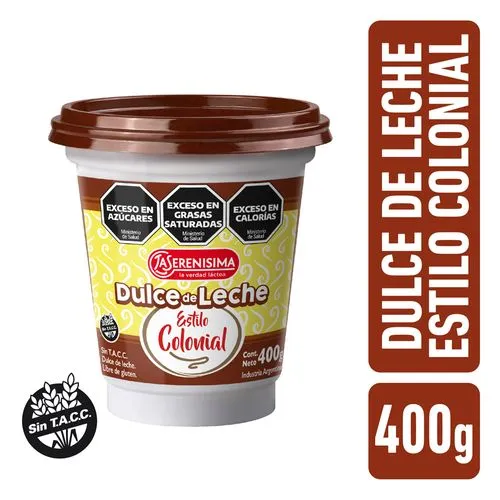 EXCESO EN
AZÚCARES
Ministerio
de Salud
EXCESO EN
GRASAS
SATURADAS
Ministerio
de Salud
EXCESO EN
CALORÍAS
Ministerio
de Salud
LA SERENISIMA
la verdad láctea
Dulce de Leche
Estilo
Colonial
Sin T.A.C.C.
Dulce de leche.
Libre de gluten.
Cont.
Neto 400g
Industria Argentina
Sin T.A.C.C.
DULCE DE LECHE
ESTILO COLONIAL
400g